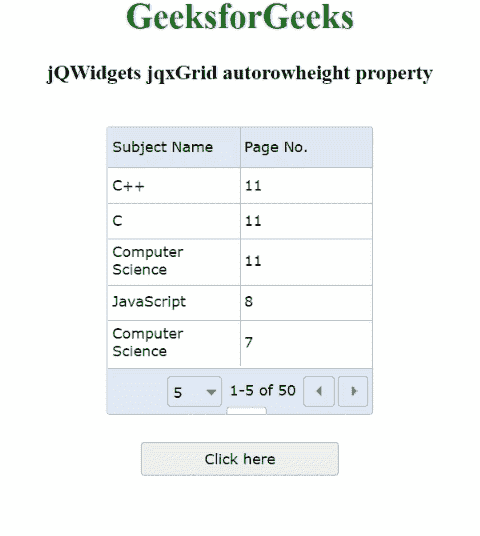 GeeksforGeeks
jQWidgets jqxGrid autorowheight property
Subject Name Page No.
C++ 11
C 11
Computer
Science 11
JavaScript 8
Computer
Science 7
5 1-5 of 50
Click here